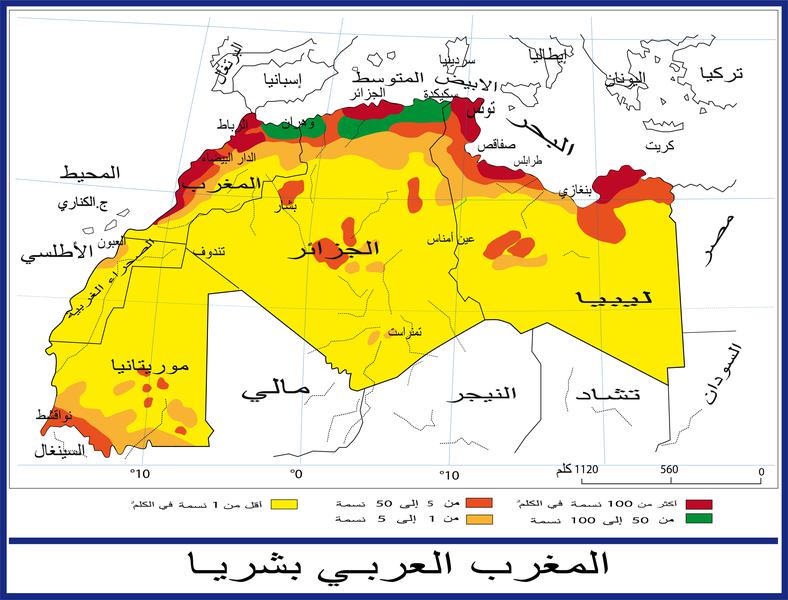 البرتغال
إسبانيا
سردينيا
إيطاليا
اليونان
تركيا
البحر
الابيض المتوسط
كريت
الجزائر
سكيكدة
تونس
وهران
الرباط
الدار البيضاء
صفاقص
طرابلس
بنغازي
المحيط
الأطلسي
ج.الكناري
المغرب
بشار
العيون
الصحراء الغربية
تندوف
الجزائر
عين أمناس
ليبيا
مصر
تمنراست
موريتانيا
نواقشط
السينغال
مالي
النيجر
تشاد
السودان
°10
°0
°10
1120 كلم
560
0
أكثر من 100 نسمة في الكلم²
من 5 إلى 50 نسمة
أقل من 1 نسمة في الكلم²
من 50 إلى 100 نسمة
من 1 إلى 5 نسمة
المغرب العربي بشريا